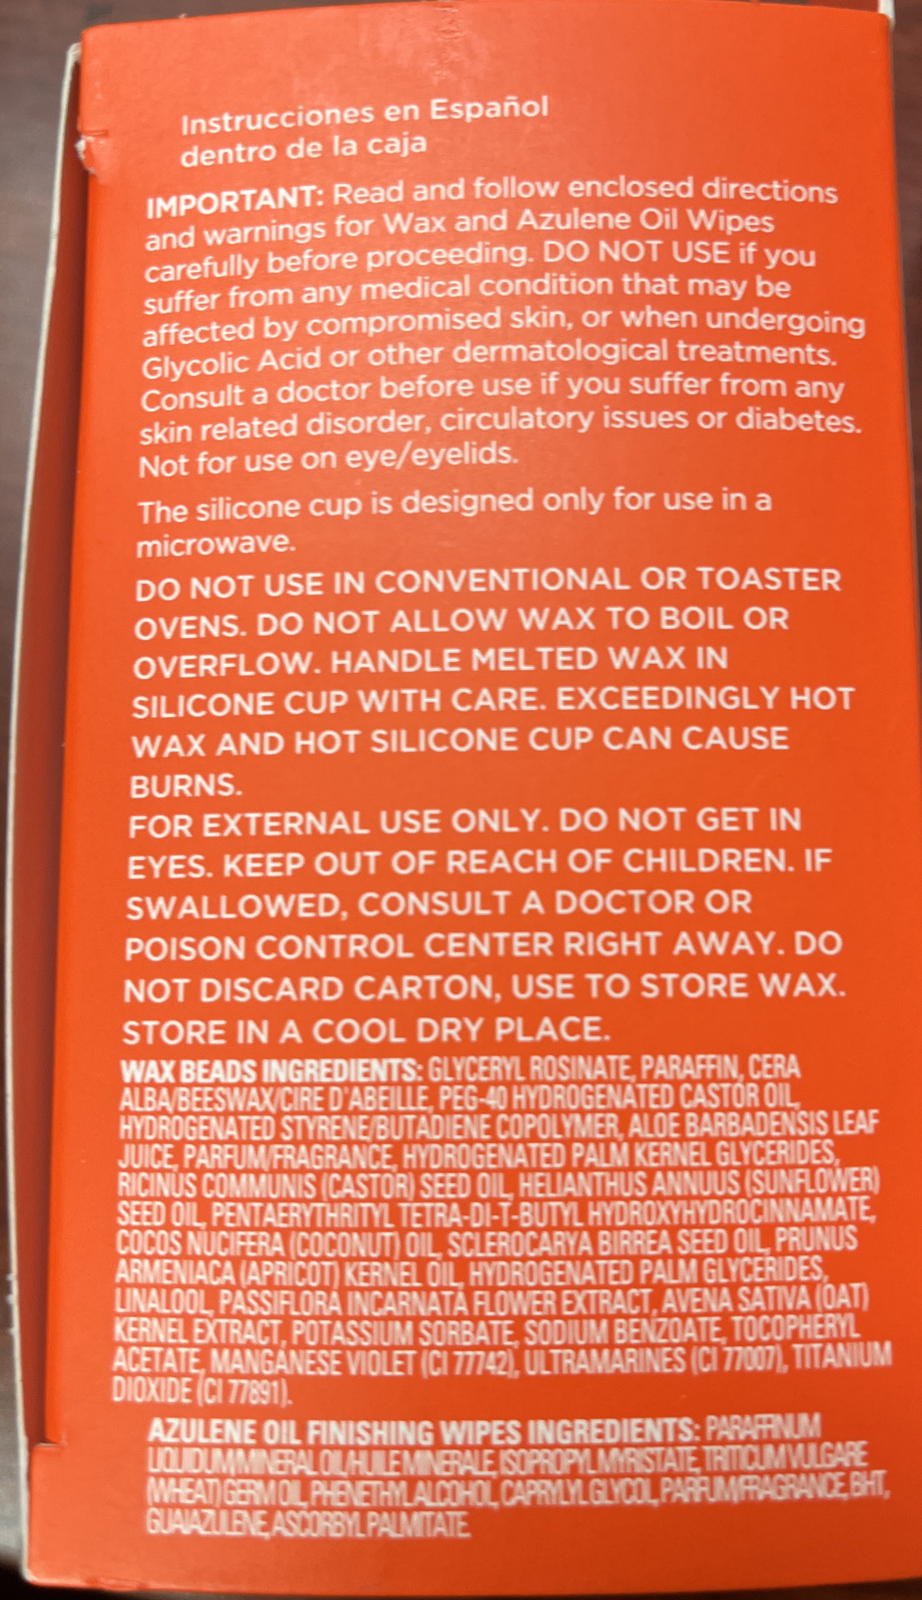 Instrucciones en Español
dentro de la caja
IMPORTANT: Read and follow enclosed directions
and warnings for Wax and Azulene Oil Wipes
carefully before proceeding. DO NOT USE if you
suffer from any medical condition that may be
affected by compromised skin, or when undergoing
Glycolic Acid or other dermatological treatments.
Consult a doctor before use if you suffer from any
skin related disorder, circulatory issues or diabetes.
Not for use on eye/eyelids.
The silicone cup is designed only for use in a
microwave.
DO NOT USE IN CONVENTIONAL OR TOASTER
OVENS. DO NOT ALLOW WAX TO BOIL OR
OVERFLOW. HANDLE MELTED WAX IN
SILICONE CUP WITH CARE. EXCEEDINGLY HOT
WAX AND HOT SILICONE CUP CAN CAUSE
BURNS.
FOR EXTERNAL USE ONLY. DO NOT GET IN
EYES. KEEP OUT OF REACH OF CHILDREN. IF
SWALLOWED, CONSULT A DOCTOR OR
POISON CONTROL CENTER RIGHT AWAY. DO
NOT DISCARD CARTON, USE TO STORE WAX.
STORE IN A COOL DRY PLACE.
WAX BEADS INGREDIENTS: GLYCERYL ROSINATE, PARAFFIN, CERA
ALBA/BEESWAX/CIRE D'ABEILLE, PEG-40 HYDROGENATED CASTOR OIL,
HYDROGENATED STYRENE/BUTADIENE COPOLYMER, ALOE BARBADENSIS LEAF
JUICE, PARFUM/FRAGRANCE, HYDROGENATED PALM KERNEL GLYCERIDES,
RICINUS COMMUNIS (CASTOR) SEED OIL, HELIANTHUS ANNUUS (SUNFLOWER)
SEED OIL, PENTAERYTHRITYL TETRA-DI-T-BUTYL HYDROXYHYDROCINNAMATE,
COCOS NUCIFERA (COCONUT) OIL, SCLEROCARYA BIRREA SEED OIL, PRUNUS
ARMENIACA (APRICOT) KERNEL OIL, HYDROGENATED PALM GLYCERIDES,
LINALOOL, PASSIFLORA INCARNATA FLOWER EXTRACT, AVENA SATIVA (OAT)
KERNEL EXTRACT, POTASSIUM SORBATE, SODIUM BENZOATE, TOCOPHERYL
ACETATE, MANGANESE VIOLET (CI 77742), ULTRAMARINES (CI 77007), TITANIUM
DIOXIDE (CI 77891).
AZULENE OIL FINISHING WIPES INGREDIENTS: PARAFFINUM
LIQUIDUM/MINERAL OIL/HUILE MINERALE, ISOPROPYL MYRISTATE, TRITICUM VULGARE
(WHEAT) GERM OIL, PHENETHYL ALCOHOL, CAPRYLYL GLYCOL, PARFUM/FRAGRANCE, BHT,
GUAIAZULENE, ASCORBYL PALMITATE.